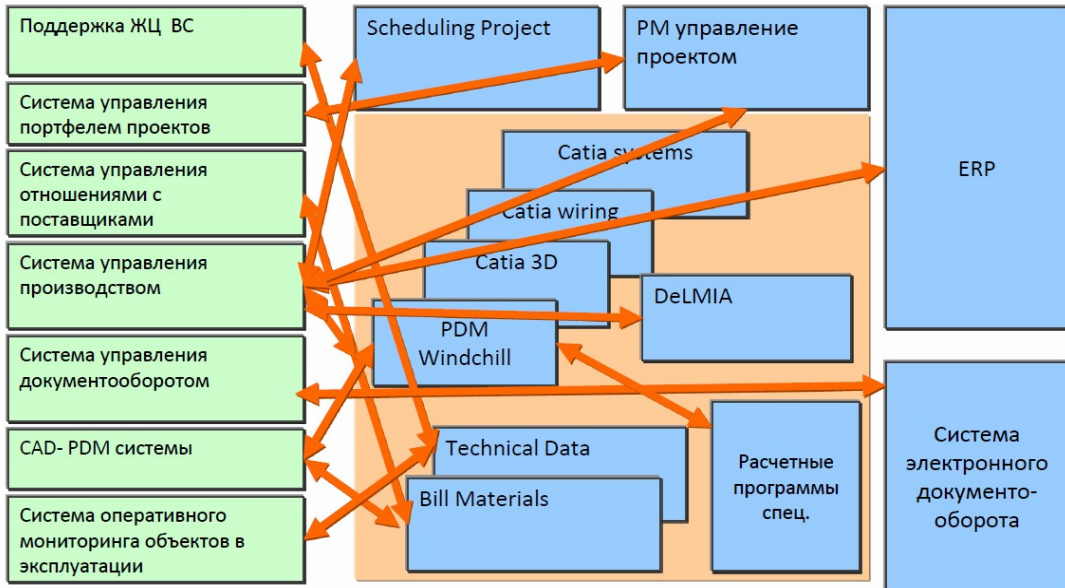 Поддержка ЖЦ ВС
Система управления
портфелем проектов
Система управления
отношениями с
поставщиками
Система управления
производством
Система управления
документооборотом
CAD- PDM системы
Система оперативного
мониторинга объектов в
эксплуатации
Scheduling Project
PM управление
проектом
Catia systems
Catia wiring
Catia 3D
PDM
Windchill
DeLMIA
Technical Data
Bill Materials
Расчетные
программы
спец.
ERP
Система
электронного
документо-
оборота